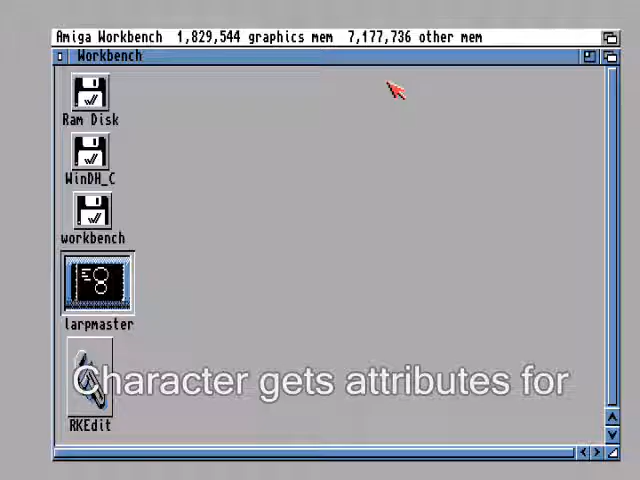 Amiga Workbench 1,829,544 graphics mem 7,177,736 other mem
Workbench
Ram Disk
WinDH_C
workbench
larpmaster
Character gets attributes for
RKEdit